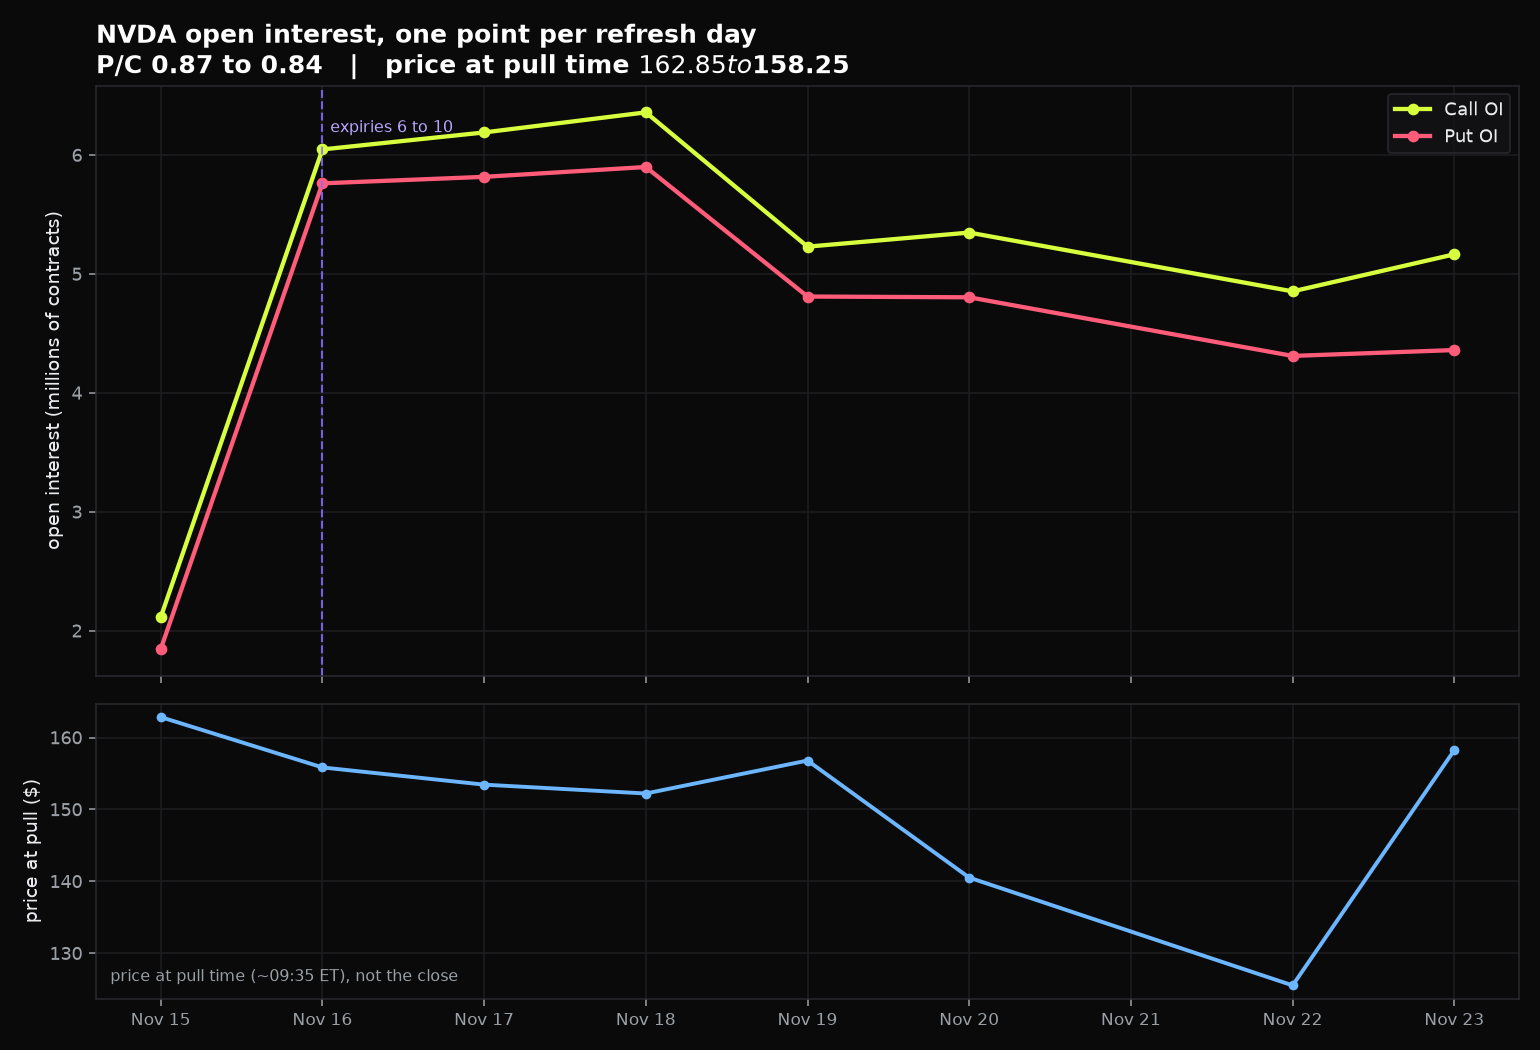 NVDA open interest, one point per refresh day
P/C 0.87 to 0.84   |   price at pull time 162.85to158.25
expiries 6 to 10
Call OI
Put OI
open interest (millions of contracts)
6
5
4
3
2
price at pull ($)
160
150
140
130
price at pull time (~09:35 ET), not the close
Nov 15 Nov 16 Nov 17 Nov 18 Nov 19 Nov 20 Nov 21 Nov 22 Nov 23